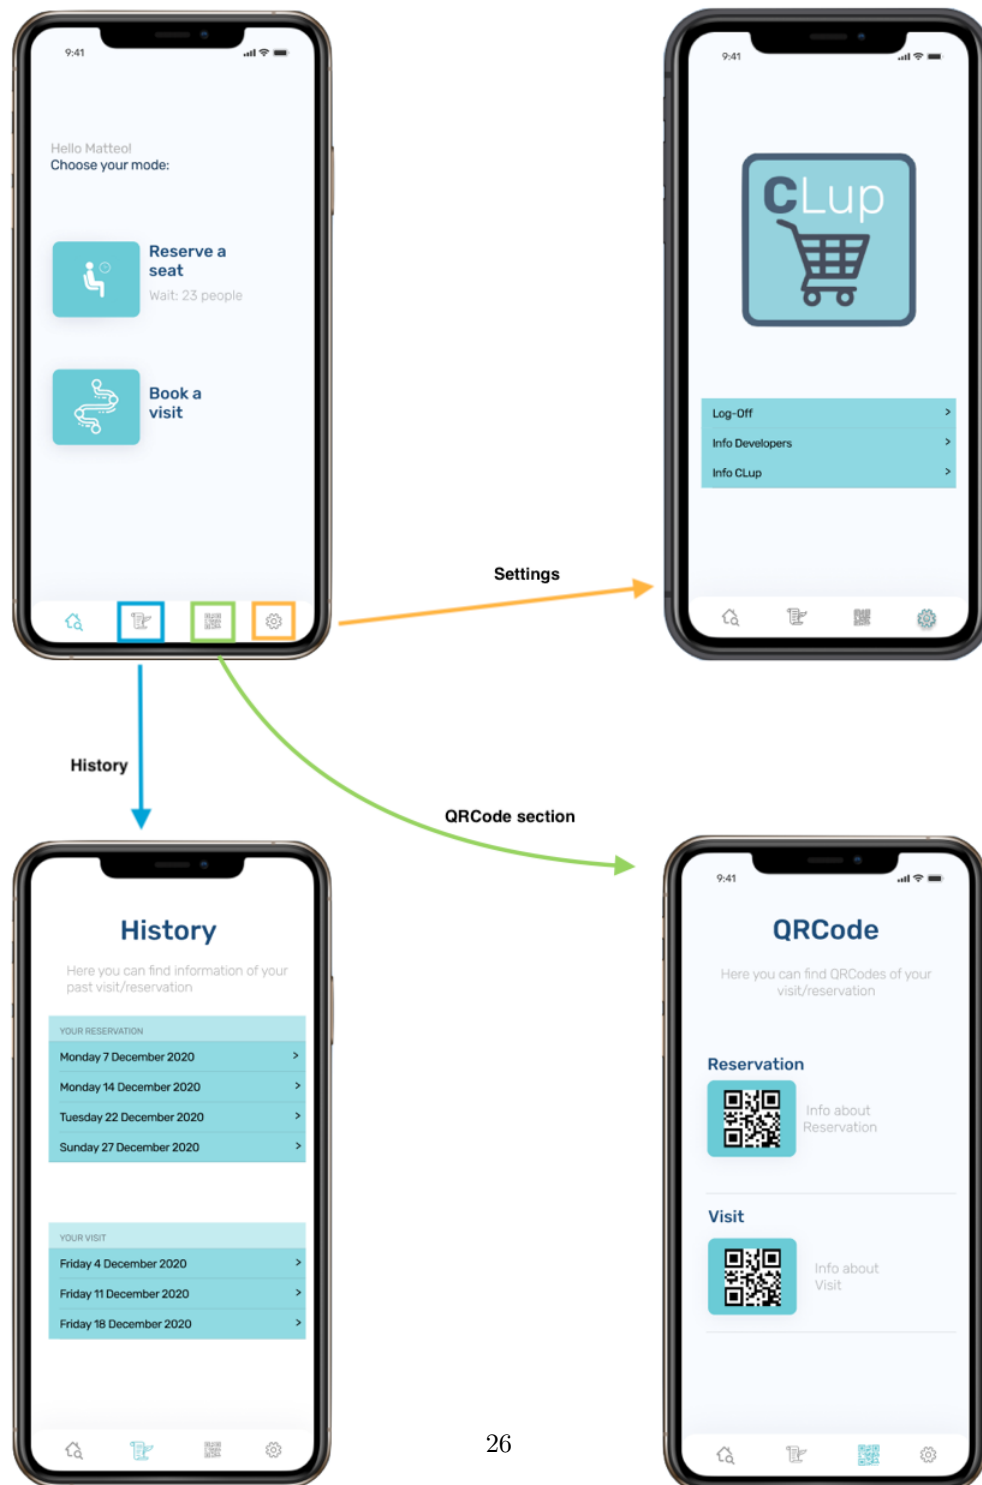 9:41
Hello Matteo!
Choose your mode:
Reserve a
seat
Wait: 23 people
Book a
visit
9:41
CLup
Log-Off >
Info Developers >
Info CLup >
Settings
History
QRCode section
History
Here you can find information of your
past visit/reservation
YOUR RESERVATION
Monday 7 December 2020 >
Monday 14 December 2020 >
Tuesday 22 December 2020 >
Sunday 27 December 2020 >
YOUR VISIT
Friday 4 December 2020 >
Friday 11 December 2020 >
Friday 18 December 2020 >
9:41
QRCode
Here you can find QRCodes of your
visit/reservation
Reservation
Info about
Reservation
Visit
Info about
Visit
26